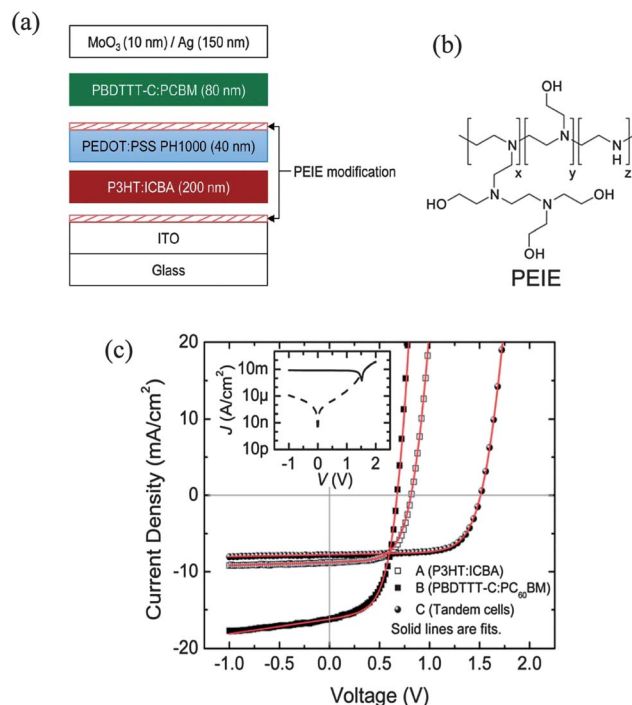 (a)
MoO₃ (10 nm) / Ag (150 nm)
PBDTTT-C:PCBM (80 nm)
PEDOT:PSS PH1000 (40 nm)
P3HT:ICBA (200 nm)
ITO
Glass
PEIE modification
(b)
OH
N
N
N
H
x
y
z
N
N
HO
OH
OH
PEIE
(c)
Current Density (mA/cm²)
20
10
0
-10
-20
-1.0
-0.5
0.0
0.5
1.0
1.5
2.0
Voltage (V)
J (A/cm²)
10m
10µ
10n
10p
-1
0
1
2
V (V)
A (P3HT:ICBA)
B (PBDTTT-C:PC₆₀BM)
C (Tandem cells)
Solid lines are fits.